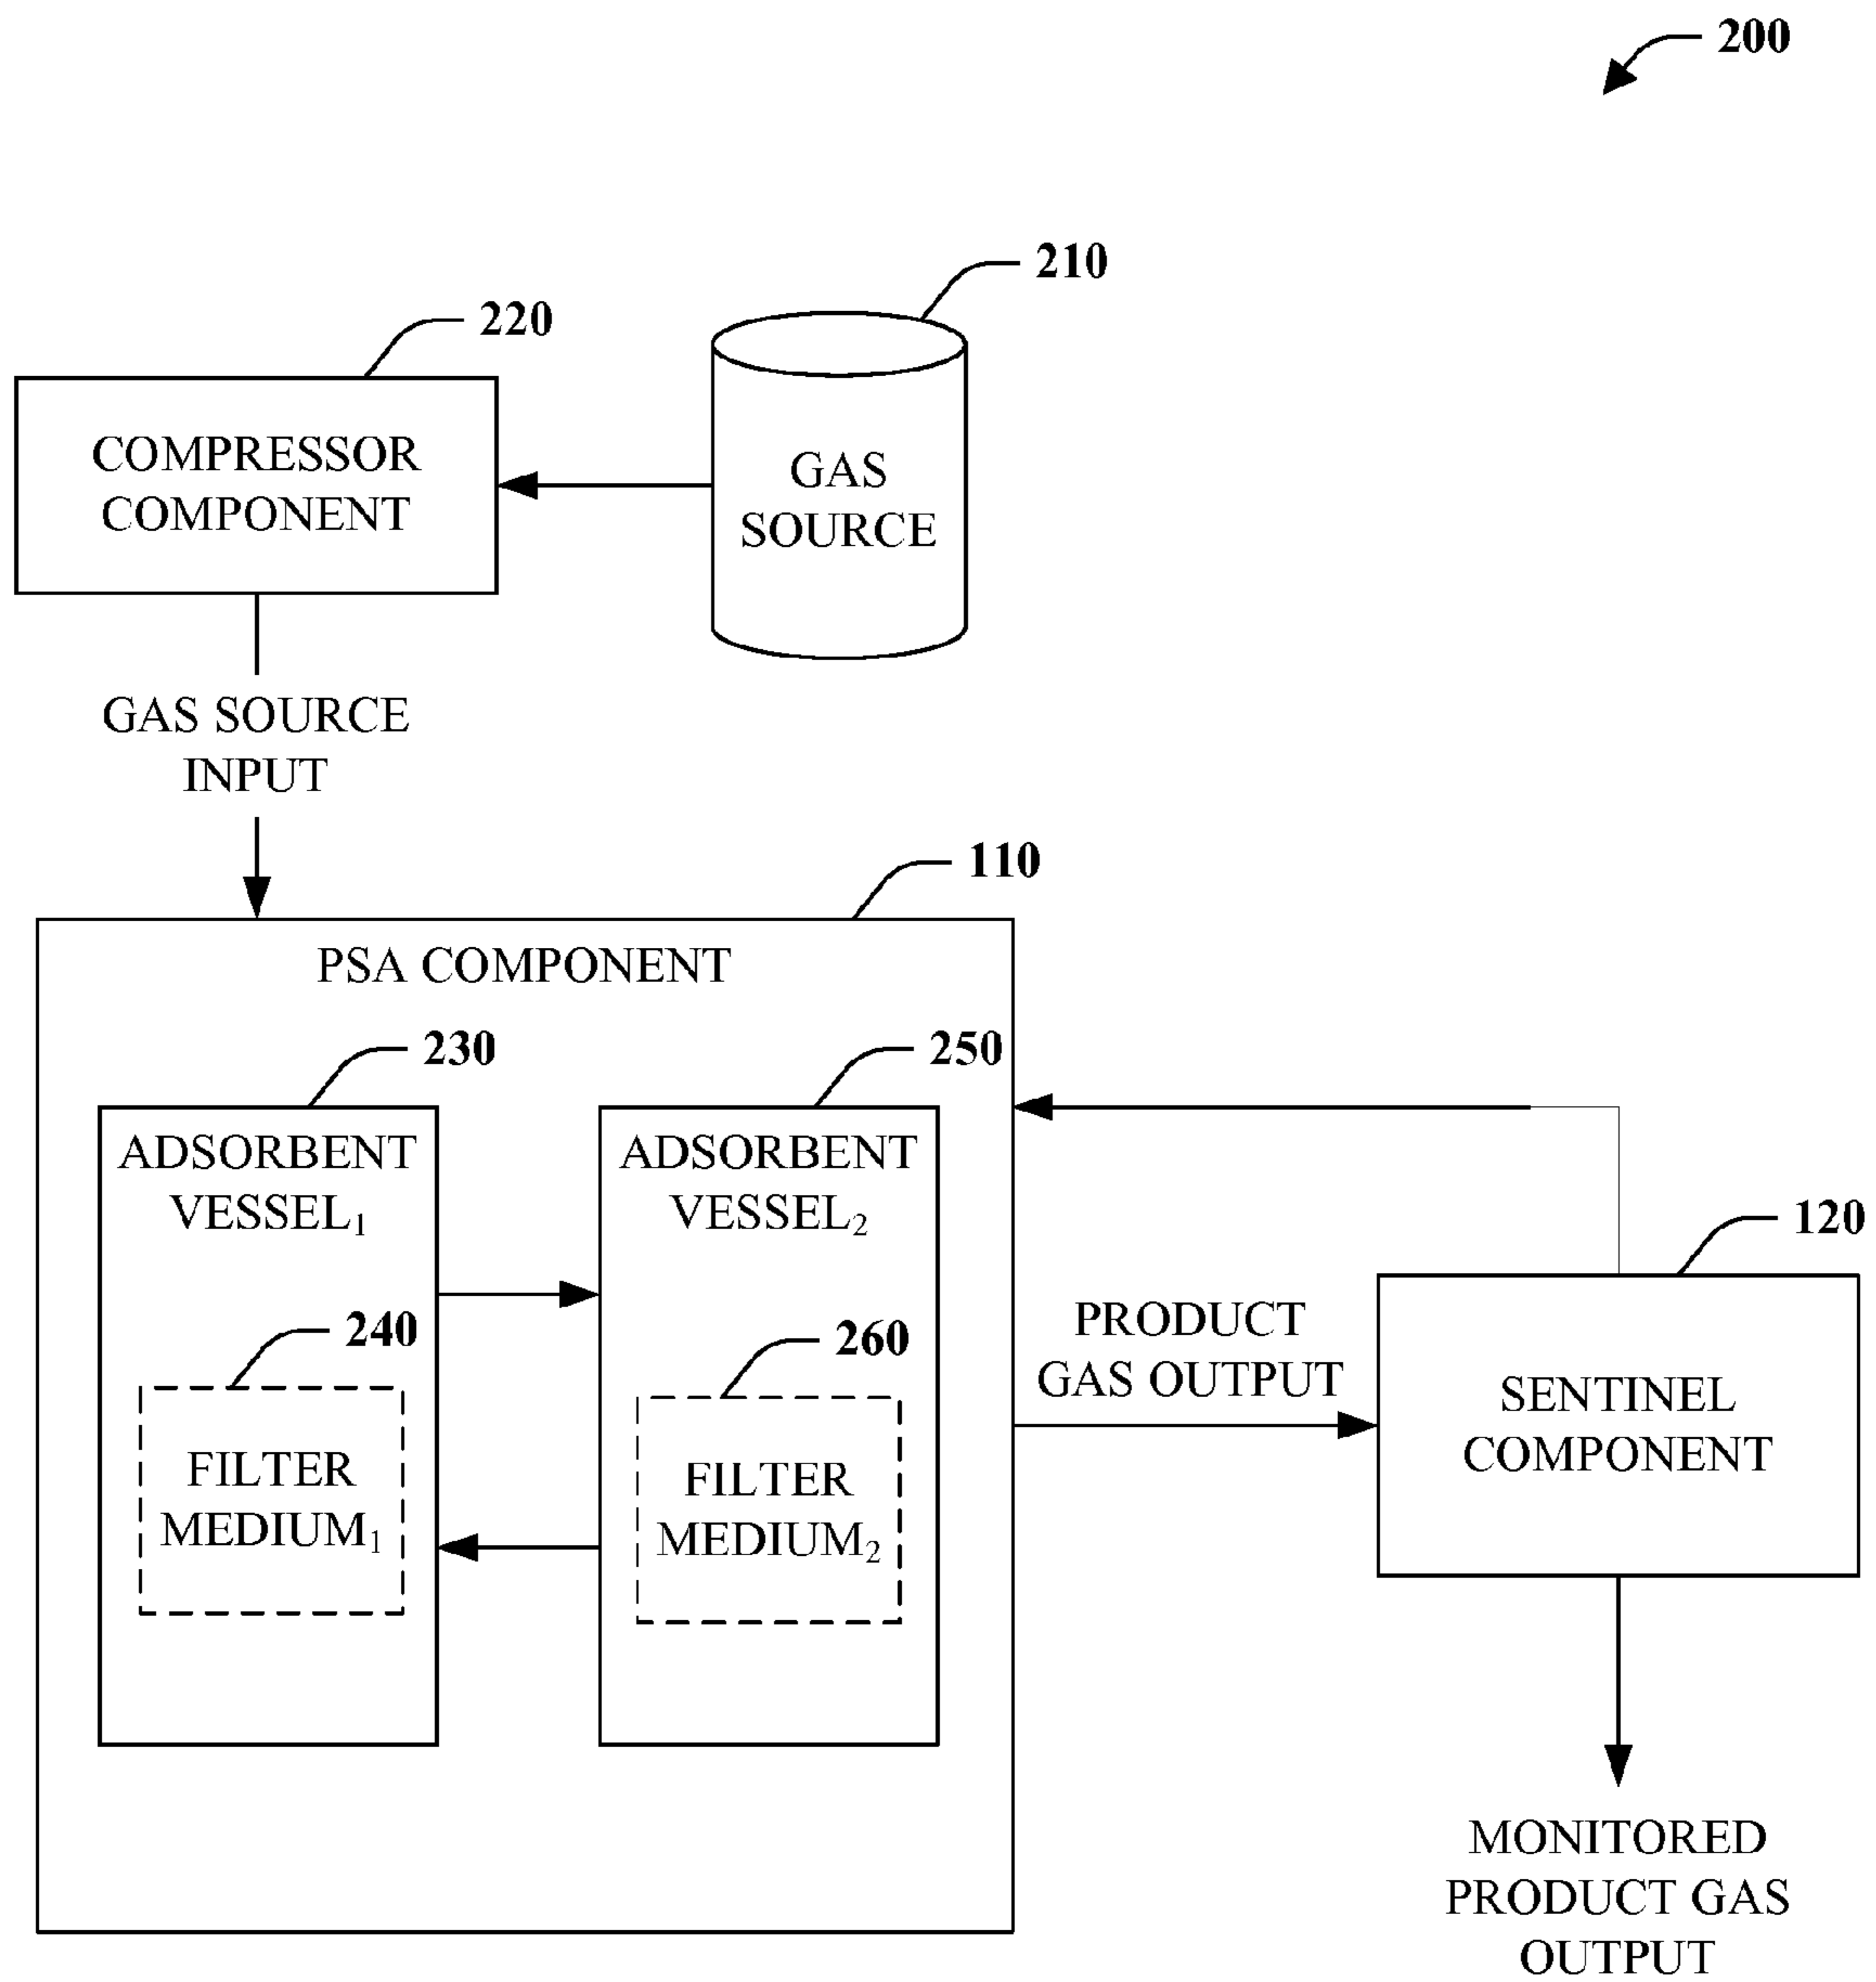 200
210
220
COMPRESSOR
COMPONENT
GAS
SOURCE
GAS SOURCE
INPUT
110
PSA COMPONENT
230
250
ADSORBENT
VESSEL₁
ADSORBENT
VESSEL₂
120
240
260
FILTER
MEDIUM₁
FILTER
MEDIUM₂
PRODUCT
GAS OUTPUT
SENTINEL
COMPONENT
MONITORED
PRODUCT GAS
OUTPUT